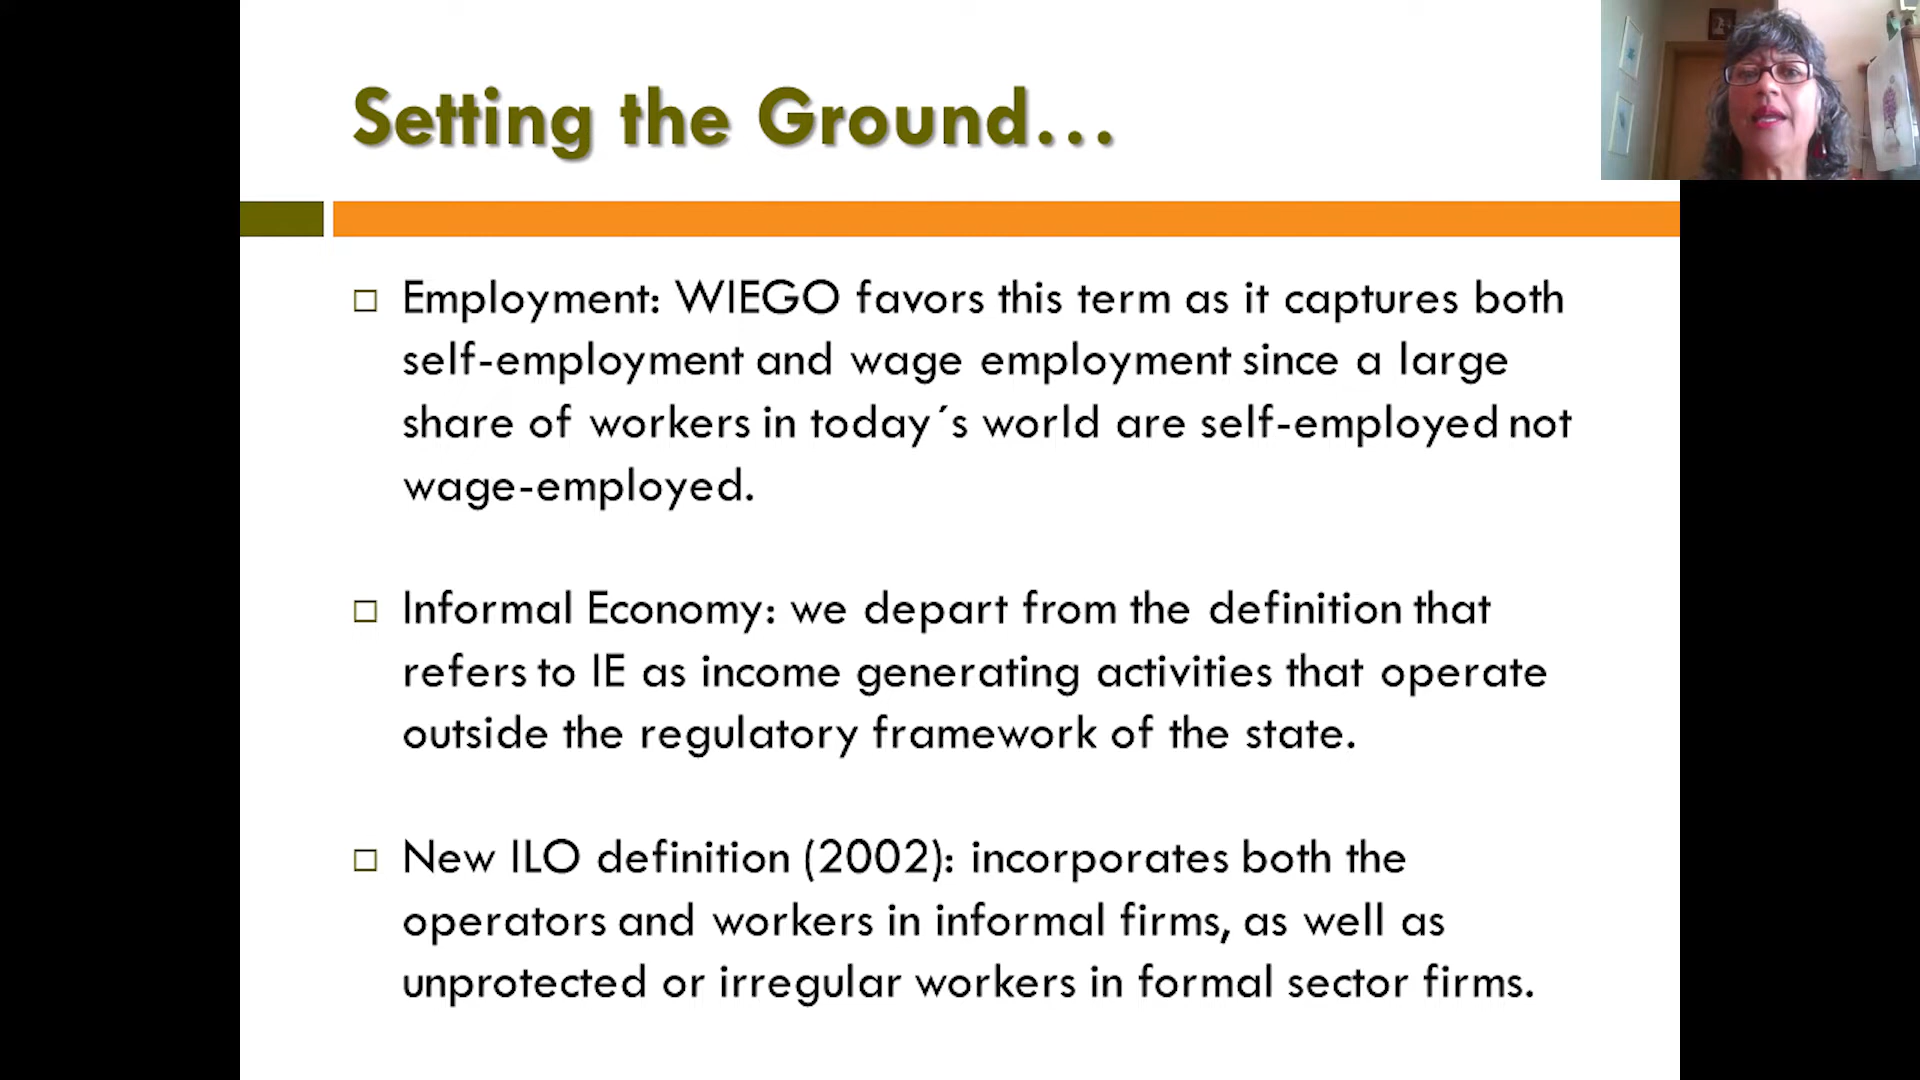 Setting the Ground...
Employment: WIEGO favors this term as it captures both
self-employment and wage employment since a large
share of workers in today´s world are self-employed not
wage-employed.
Informal Economy: we depart from the definition that
refers to IE as income generating activities that operate
outside the regulatory framework of the state.
New ILO definition (2002): incorporates both the
operators and workers in informal firms, as well as
unprotected or irregular workers in formal sector firms.